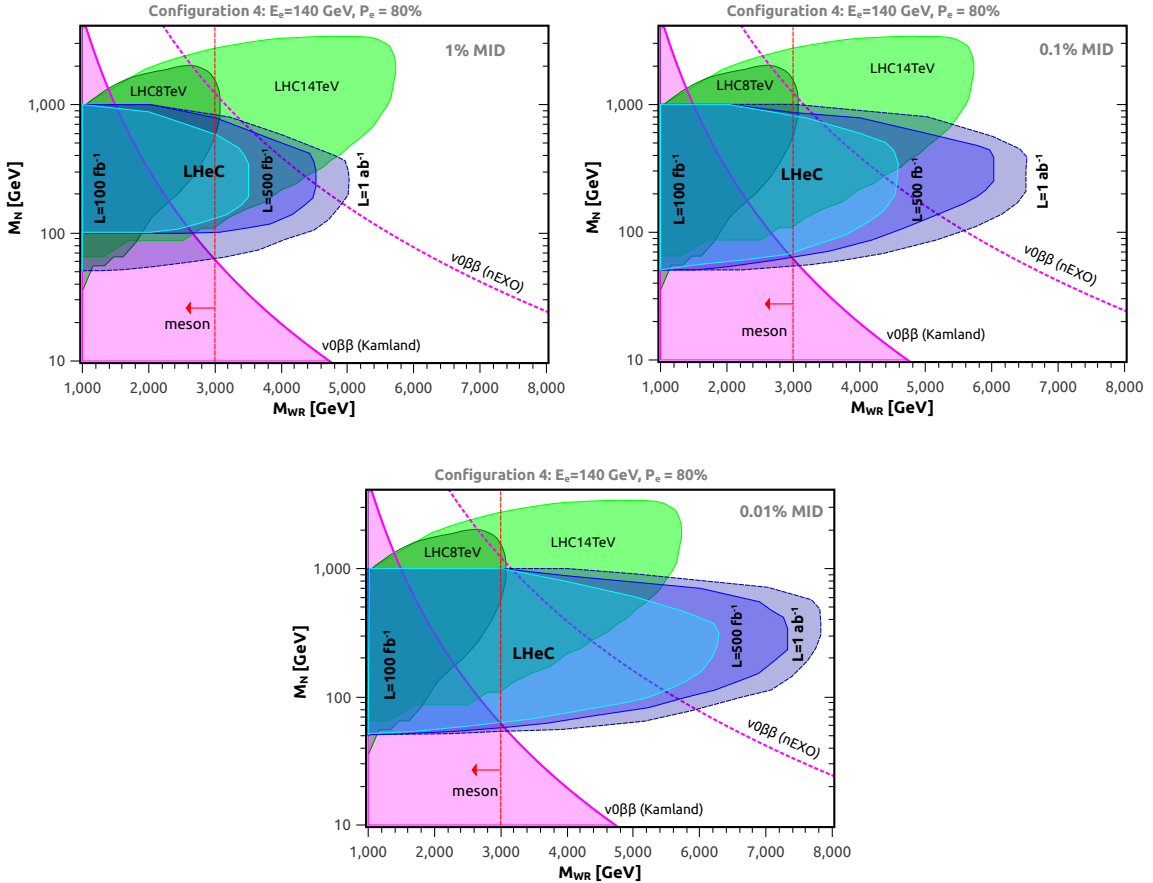 Configuration 4: Eₑ=140 GeV, Pₑ = 80%
1% MID
LHC8TeV
LHC14TeV
1,000
LHeC
L=100 fb⁻¹
L=500 fb⁻¹
L=1 ab⁻¹
M_N [GeV]
100
ν0ββ (nEXO)
meson
ν0ββ (Kamland)
10
1,000 2,000 3,000 4,000 5,000 6,000 7,000 8,000
M_WR [GeV]
Configuration 4: Eₑ=140 GeV, Pₑ = 80%
0.1% MID
LHC8TeV
LHC14TeV
1,000
LHeC
L=100 fb⁻¹
L=500 fb⁻¹
L=1 ab⁻¹
M_N [GeV]
100
ν0ββ (nEXO)
meson
ν0ββ (Kamland)
10
1,000 2,000 3,000 4,000 5,000 6,000 7,000 8,000
M_WR [GeV]
Configuration 4: Eₑ=140 GeV, Pₑ = 80%
0.01% MID
LHC8TeV
LHC14TeV
1,000
LHeC
L=100 fb⁻¹
L=500 fb⁻¹
L=1 ab⁻¹
M_N [GeV]
100
ν0ββ (nEXO)
meson
ν0ββ (Kamland)
10
1,000 2,000 3,000 4,000 5,000 6,000 7,000 8,000
M_WR [GeV]